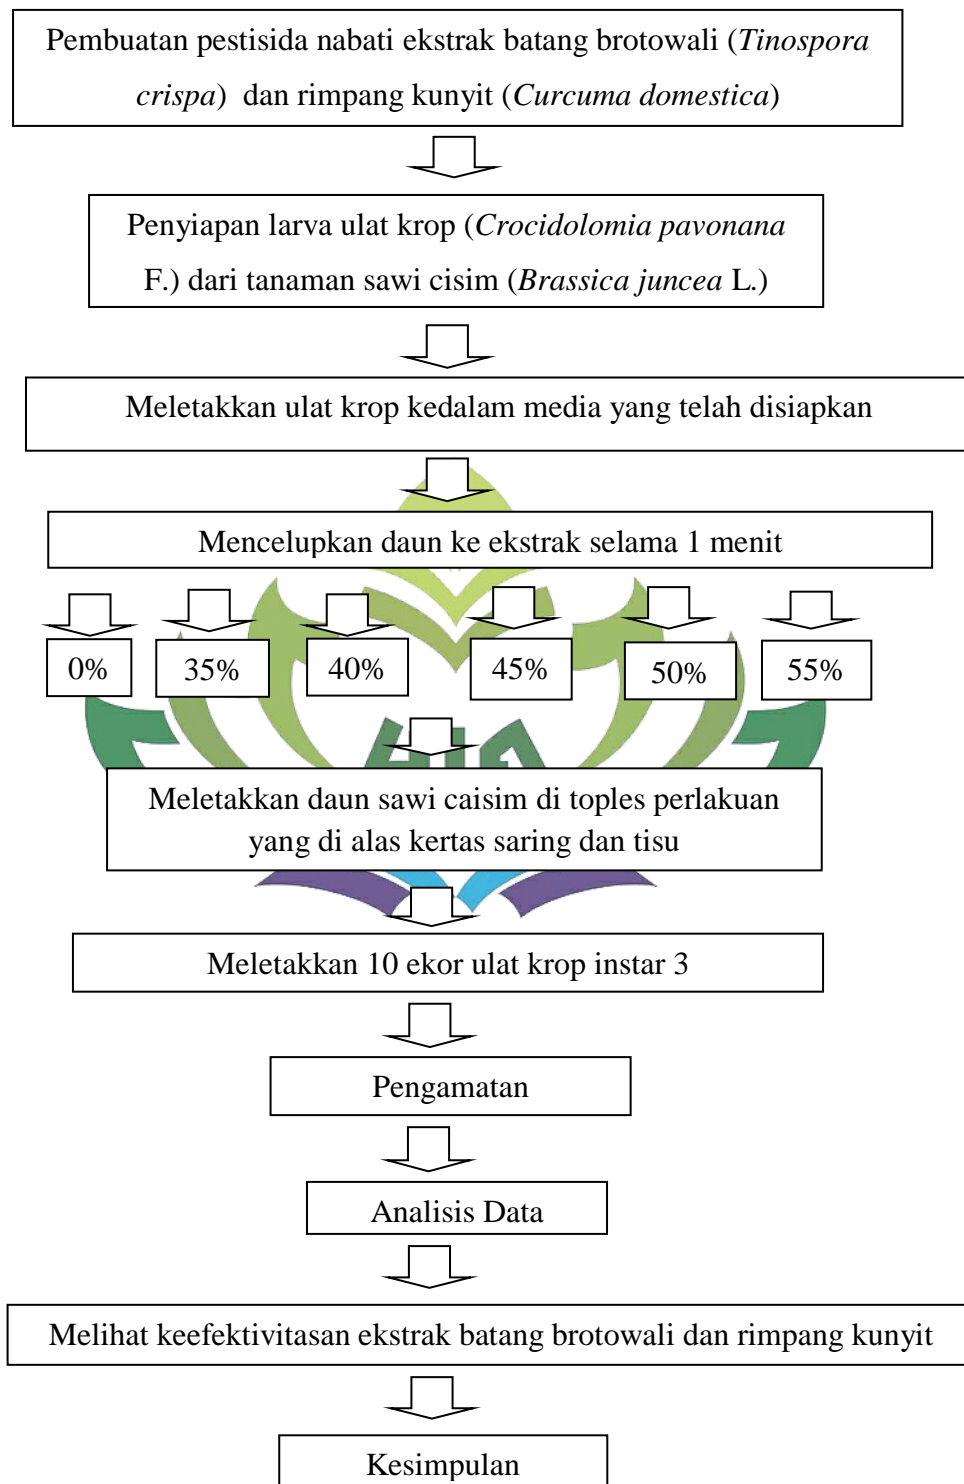 Pembuatan pestisida nabati ekstrak batang brotowali (Tinospora
crispa) dan rimpang kunyit (Curcuma domestica)
Penyiapan larva ulat krop (Crocidolomia pavonana
F.) dari tanaman sawi cisim (Brassica juncea L.)
Meletakkan ulat krop kedalam media yang telah disiapkan
Mencelupkan daun ke ekstrak selama 1 menit
0% 35% 40% 45% 50% 55%
Meletakkan daun sawi caisim di toples perlakuan
yang di alas kertas saring dan tisu
Meletakkan 10 ekor ulat krop instar 3
Pengamatan
Analisis Data
Melihat keefektivitasan ekstrak batang brotowali dan rimpang kunyit
Kesimpulan